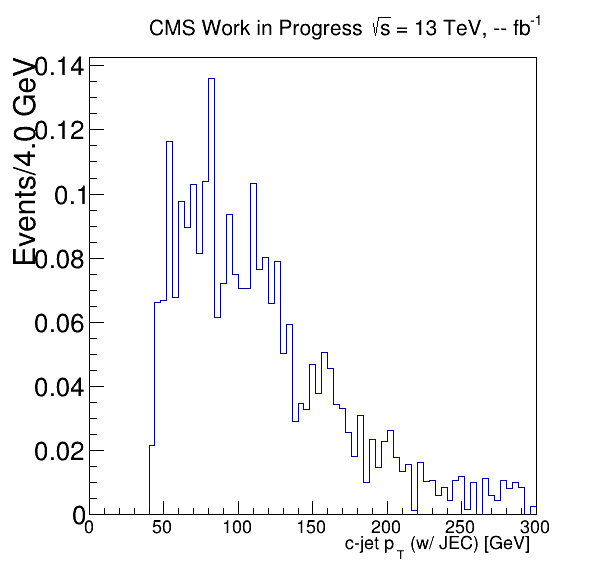 CMS Work in Progress √s = 13 TeV, -- fb⁻¹
Events/4.0 GeV
0.14
0.12
0.1
0.08
0.06
0.04
0.02
0
0 50 100 150 200 250 300
c-jet p_T (w/ JEC) [GeV]